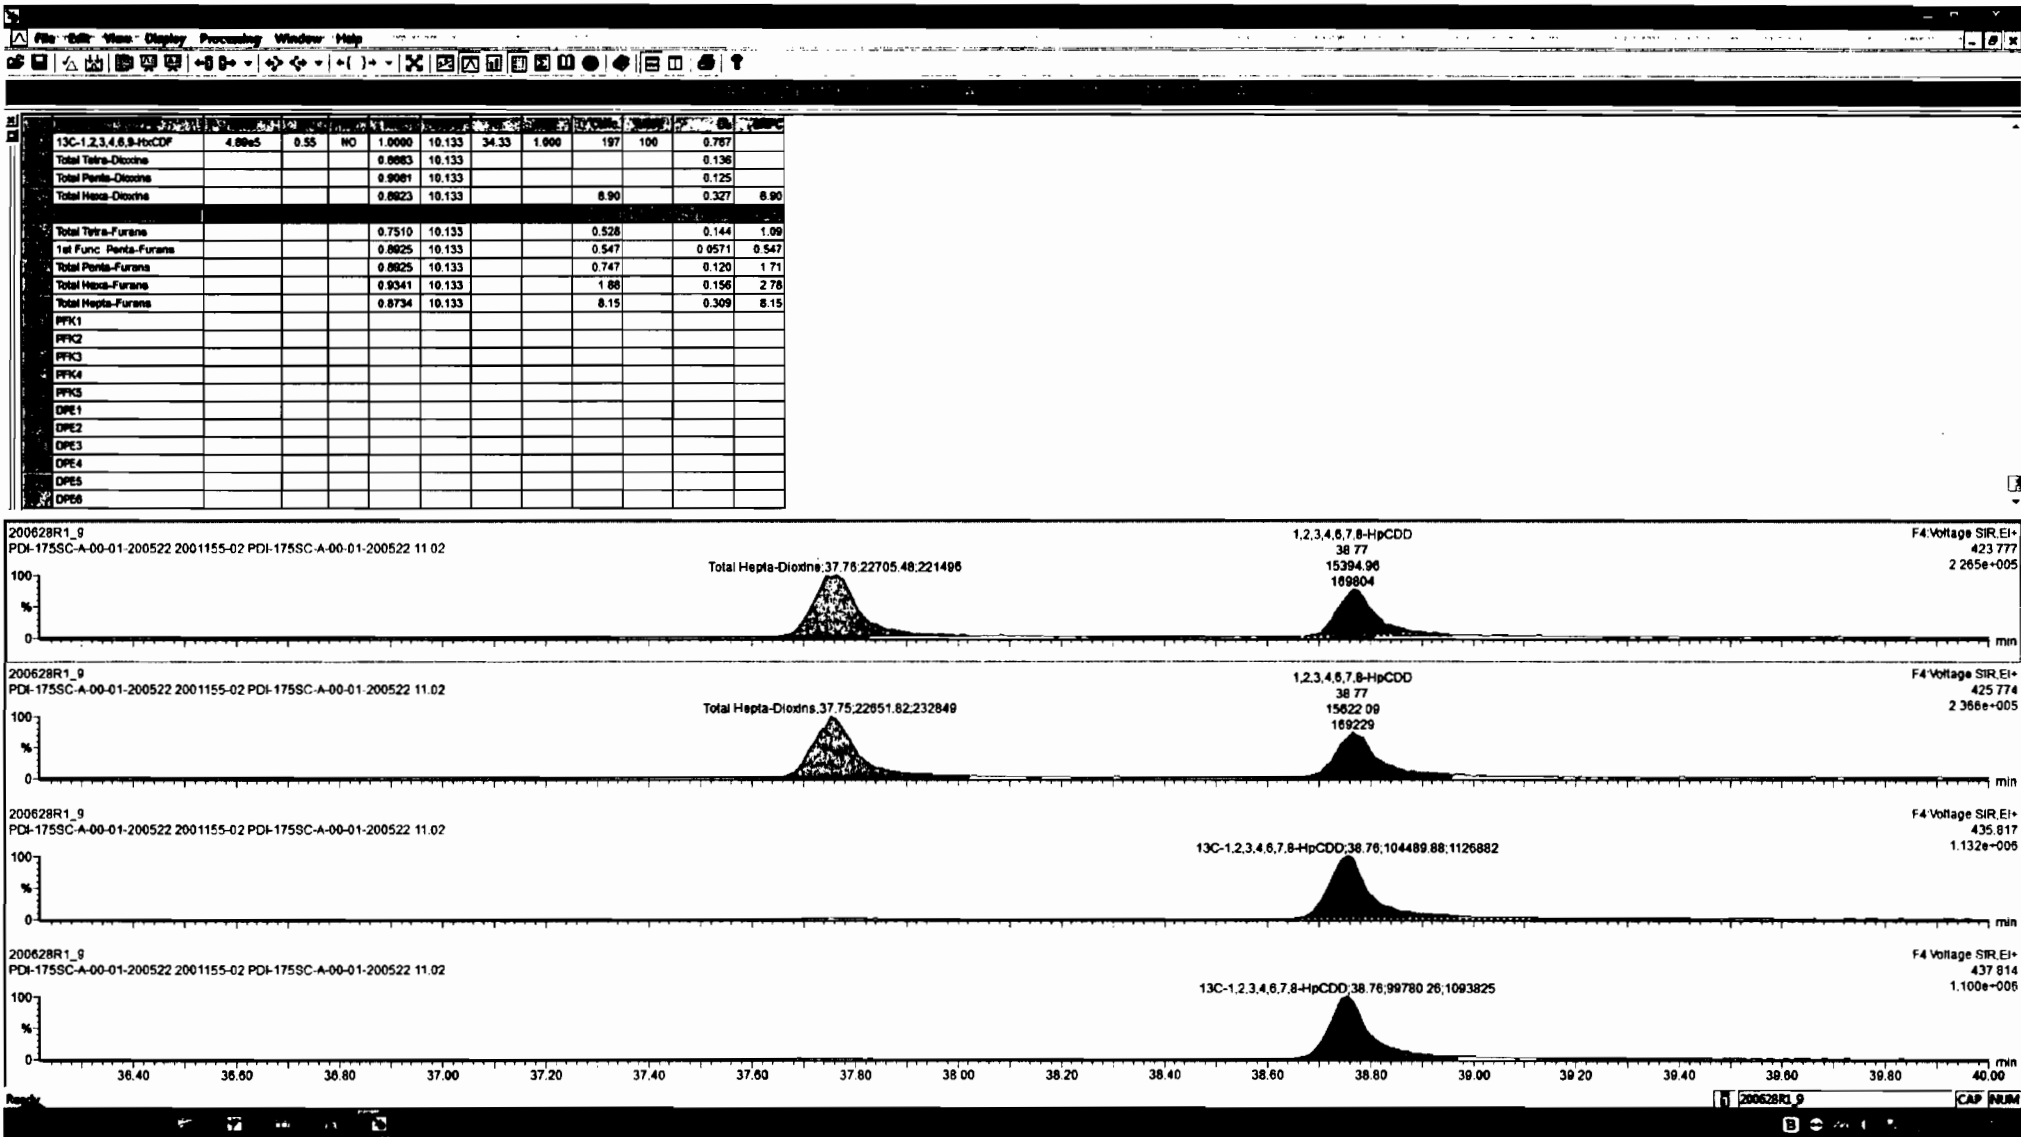 File Edit View Display Processing Window Help
13C-1,2,3,4,6,9-HxCDF 4.89e5 0.55 NO 1.0000 10.133 34.33 1.000 197 100 0.767
Total Tetra-Dioxins 10.133 0.136
Total Penta-Dioxins 0.9081 10.133 0.125
Total Hexa-Dioxins 0.8923 10.133 8.90 0.327 8.90
Total Tetra-Furans 0.7510 10.133 0.528 0.144 1.09
1st Func Penta-Furans 0.8925 10.133 0.547 0 0571 0.547
Total Penta-Furans 0.8925 10.133 0.747 0.120 1 71
Total Hexa-Furans 0.9341 10.133 1 88 0.156 2 78
Total Hepta-Furans 0.8734 10.133 8.15 0.309 8.15
PFK1
PFK2
PFK3
PFK4
PFK5
DPE1
DPE2
DPE3
DPE4
DPE5
DPE6
200628R1_9
PDI-175SC-A-00-01-200522 2001155-02 PDI-175SC-A-00-01-200522 11.02
1,2,3,4,6,7,8-HpCDD
38 77
15394.96
169804
Total Hepta-Dioxins;37.76;22705.48;221496
F4:Voltage SIR,EI+
423 777
2 265e+005
100
%
0
min
200628R1_9
PDI-175SC-A-00-01-200522 2001155-02 PDI-175SC-A-00-01-200522 11.02
1,2,3,4,6,7,8-HpCDD
38 77
15622 09
169229
Total Hepta-Dioxins,37.75;22651.82;232849
F4:Voltage SIR,EI+
425 774
2 366e+005
100
%
0
min
200628R1_9
PDI-175SC-A-00-01-200522 2001155-02 PDI-175SC-A-00-01-200522 11.02
13C-1,2,3,4,6,7,8-HpCDD;38.76;104489.88;1126882
F4:Voltage SIR,EI+
435.817
1.132e+006
100
%
0
min
200628R1_9
PDI-175SC-A-00-01-200522 2001155-02 PDI-175SC-A-00-01-200522 11.02
13C-1,2,3,4,6,7,8-HpCDD;38.76;99780 26;1093825
F4 Voltage SIR,EI+
437 814
1.100e+006
100
%
0
min
36.40 36.60 36.80 37.00 37.20 37.40 37.60 37.80 38 00 38.20 38.40 38.60 38.80 39.00 39 20 39.40 39.60 39.80 40.00
Ready 200628R1_9 CAP NUM